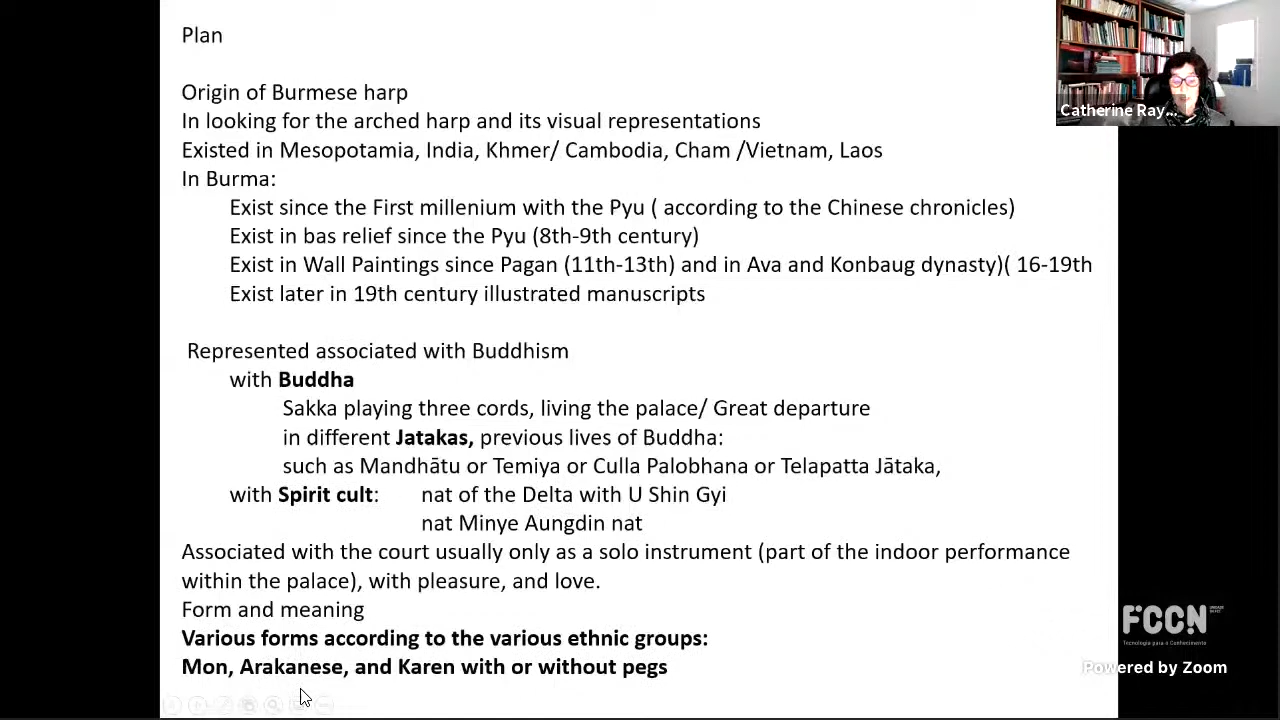 Plan
Origin of Burmese harp
In looking for the arched harp and its visual representations
Existed in Mesopotamia, India, Khmer/ Cambodia, Cham /Vietnam, Laos
In Burma:
Exist since the First millenium with the Pyu ( according to the Chinese chronicles)
Exist in bas relief since the Pyu (8th-9th century)
Exist in Wall Paintings since Pagan (11th-13th) and in Ava and Konbaug dynasty)( 16-19th
Exist later in 19th century illustrated manuscripts
Represented associated with Buddhism
with Buddha
Sakka playing three cords, living the palace/ Great departure
in different Jatakas, previous lives of Buddha:
such as Mandhātu or Temiya or Culla Palobhana or Telapatta Jātaka,
with Spirit cult: nat of the Delta with U Shin Gyi
nat Minye Aungdin nat
Associated with the court usually only as a solo instrument (part of the indoor performance
within the palace), with pleasure, and love.
Form and meaning
Various forms according to the various ethnic groups:
Mon, Arakanese, and Karen with or without pegs
Catherine Ray...
FCCN
Tecnologia para o Conhecimento
Powered by Zoom